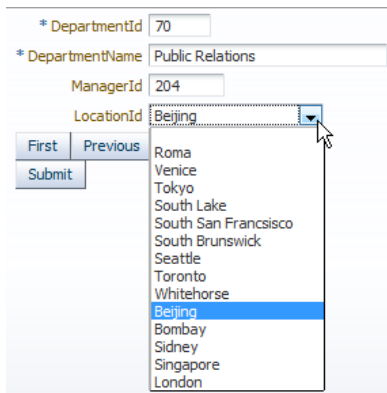 * DepartmentId 70
* DepartmentName Public Relations
ManagerId 204
LocationId Beijing
First Previous
Submit
Roma
Venice
Tokyo
South Lake
South San Francsisco
South Brunswick
Seattle
Toronto
Whitehorse
Beijing
Bombay
Sidney
Singapore
London